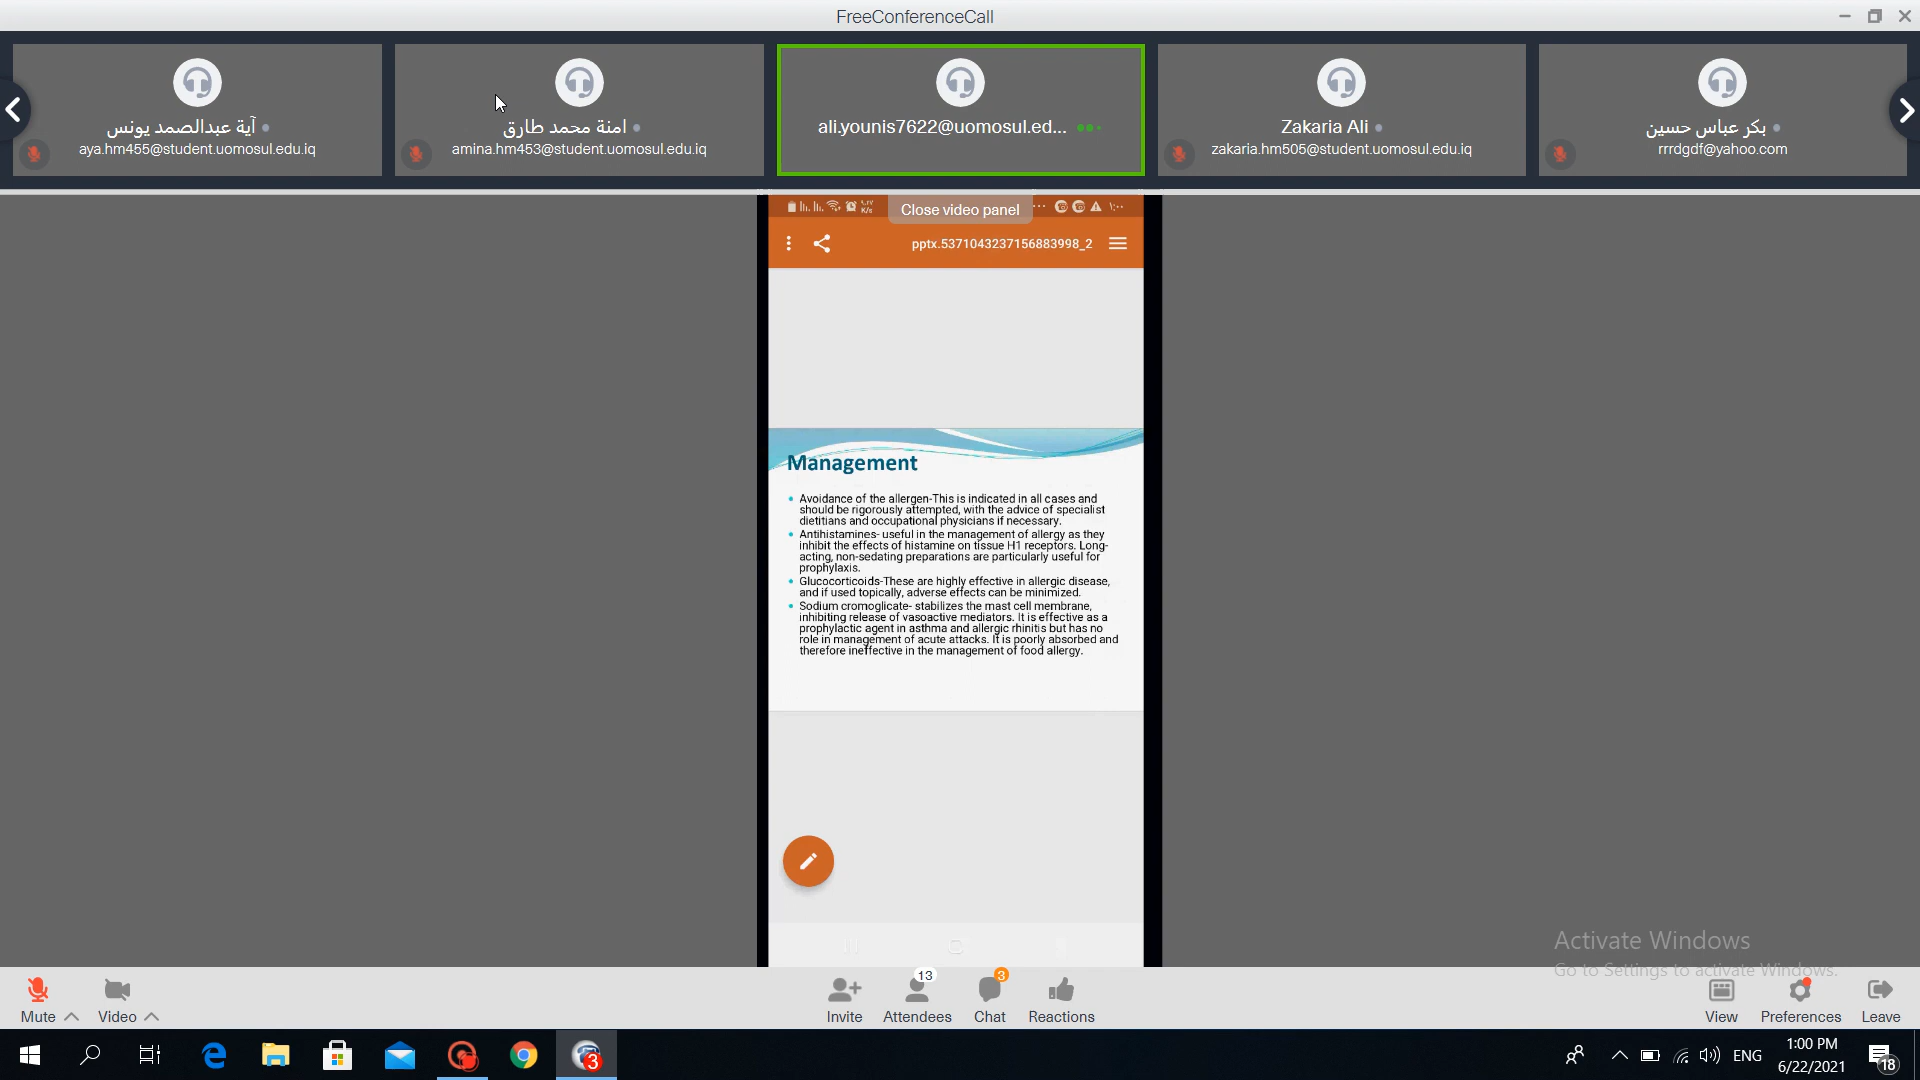 FreeConferenceCall
آية عبدالصمد يونس
aya.hm455@student.uomosul.edu.iq
امنة محمد طارق
amina.hm453@student.uomosul.edu.iq
ali.younis7622@uomosul.ed...
Zakaria Ali
zakaria.hm505@student.uomosul.edu.iq
بكر عباس حسين
rrrdgdf@yahoo.com
K/s
Close video panel
١:٠٠
pptx.5371043237156883998_2
Management
Avoidance of the allergen-This is indicated in all cases and
should be rigorously attempted, with the advice of specialist
dietitians and occupational physicians if necessary.
Antihistamines- useful in the management of allergy as they
inhibit the effects of histamine on tissue H1 receptors. Long-
acting, non-sedating preparations are particularly useful for
prophylaxis.
Glucocorticoids-These are highly effective in allergic disease,
and if used topically, adverse effects can be minimized.
Sodium cromoglicate- stabilizes the mast cell membrane,
inhibiting release of vasoactive mediators. It is effective as a
prophylactic agent in asthma and allergic rhinitis but has no
role in management of acute attacks. It is poorly absorbed and
therefore ineffective in the management of food allergy.
Activate Windows
Go to Settings to activate Windows.
Mute
Video
Invite
13
Attendees
3
Chat
Reactions
View
Preferences
Leave
3
ENG
1:00 PM
6/22/2021
18